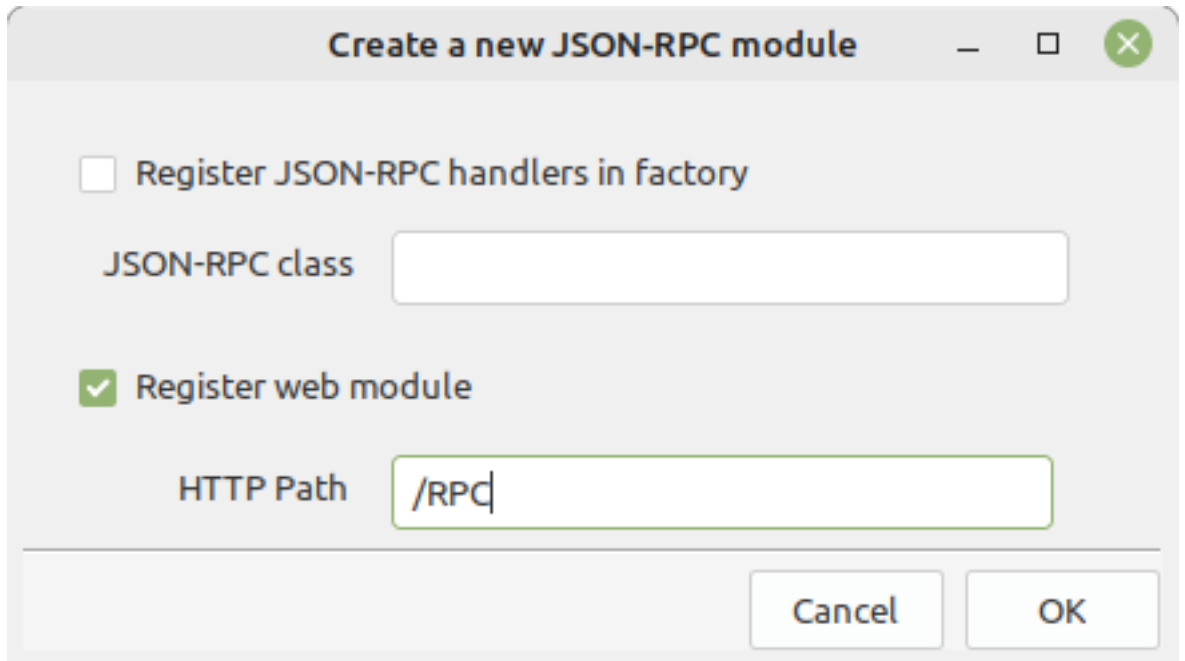 Create a new JSON-RPC module
Register JSON-RPC handlers in factory
JSON-RPC class
Register web module
HTTP Path /RPC
Cancel OK